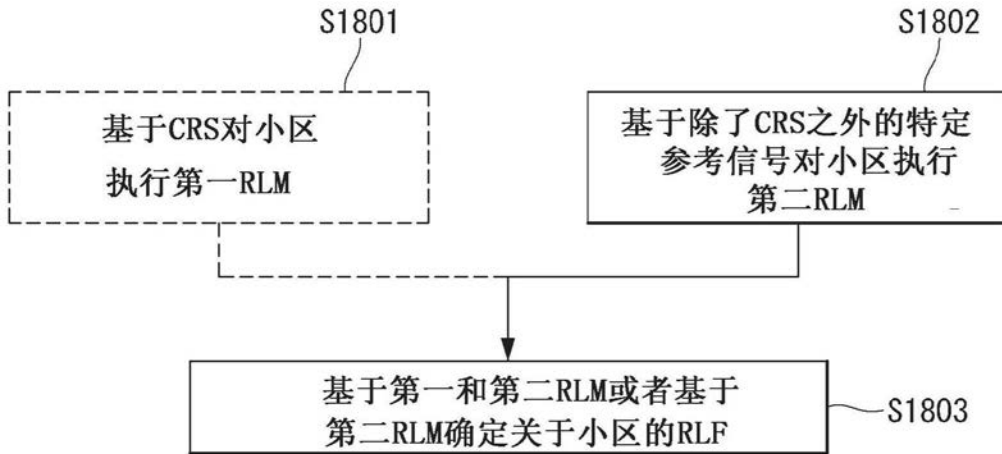 S1801
S1802
基于CRS对小区
执行第一RLM
基于除了CRS之外的特定
参考信号对小区执行
第二RLM
基于第一和第二RLM或者基于
第二RLM确定关于小区的RLF
S1803